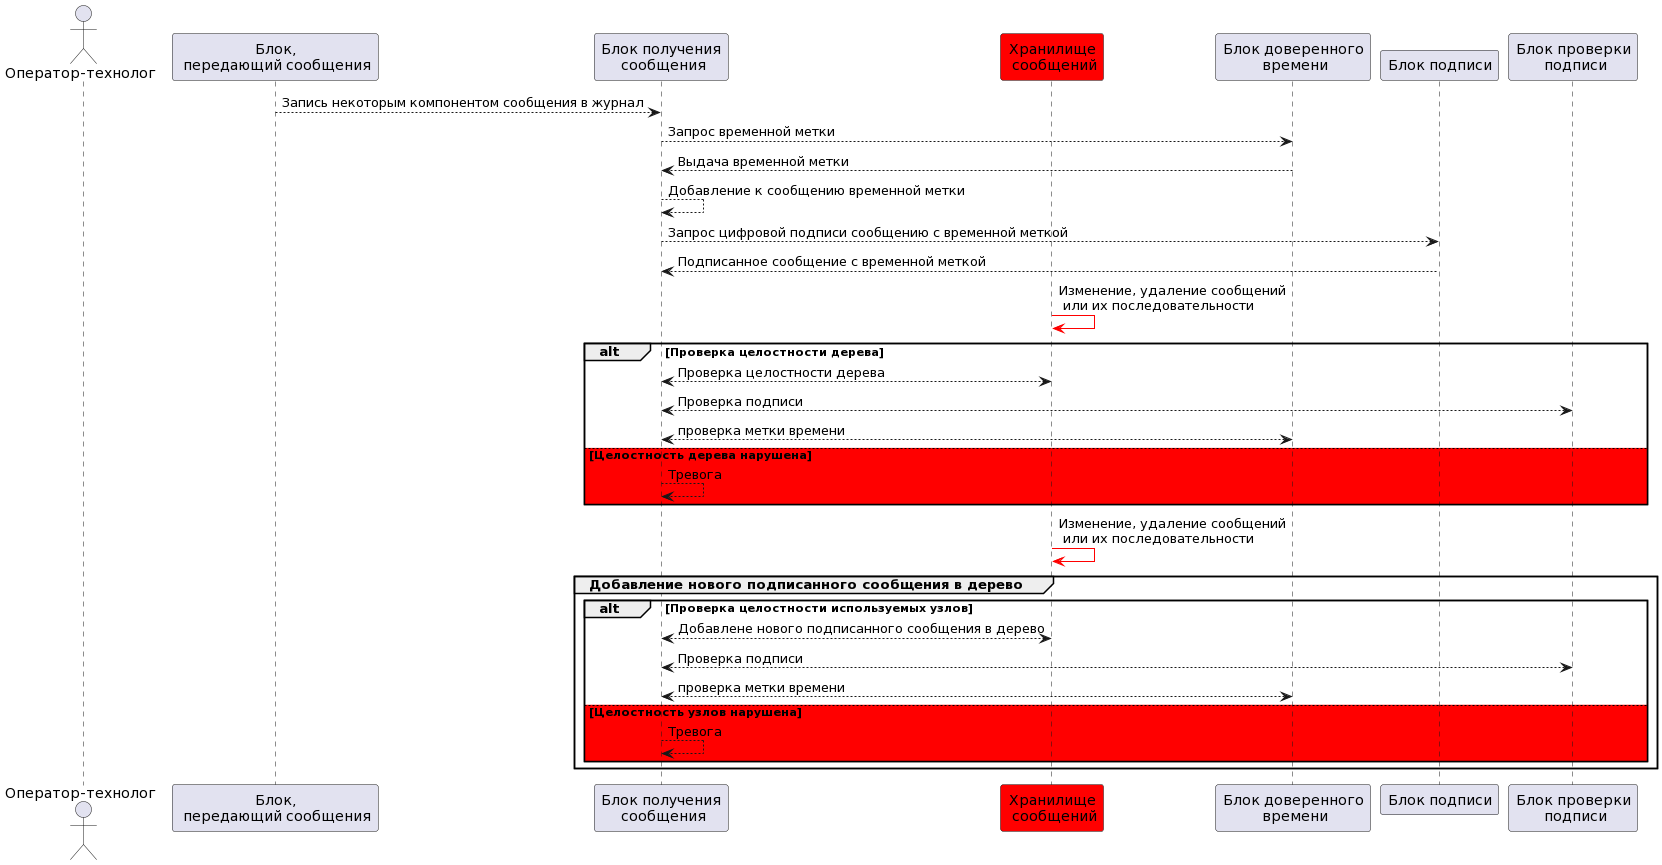 Оператор-технолог
Блок,
передающий сообщения
Блок получения
сообщения
Хранилище
сообщений
Блок доверенного
времени
Блок подписи
Блок проверки
подписи
Запись некоторым компонентом сообщения в журнал
Запрос временной метки
Выдача временной метки
Добавление к сообщению временной метки
Запрос цифровой подписи сообщению с временной меткой
Подписанное сообщение с временной меткой
Изменение, удаление сообщений
или их последовательности
alt [Проверка целостности дерева]
Проверка целостности дерева
Проверка подписи
проверка метки времени
[Целостность дерева нарушена]
Тревога
Изменение, удаление сообщений
или их последовательности
Добавление нового подписанного сообщения в дерево
alt [Проверка целостности используемых узлов]
Добавлене нового подписанного сообщения в дерево
Проверка подписи
проверка метки времени
[Целостность узлов нарушена]
Тревога
Оператор-технолог
Блок,
передающий сообщения
Блок получения
сообщения
Хранилище
сообщений
Блок доверенного
времени
Блок подписи
Блок проверки
подписи